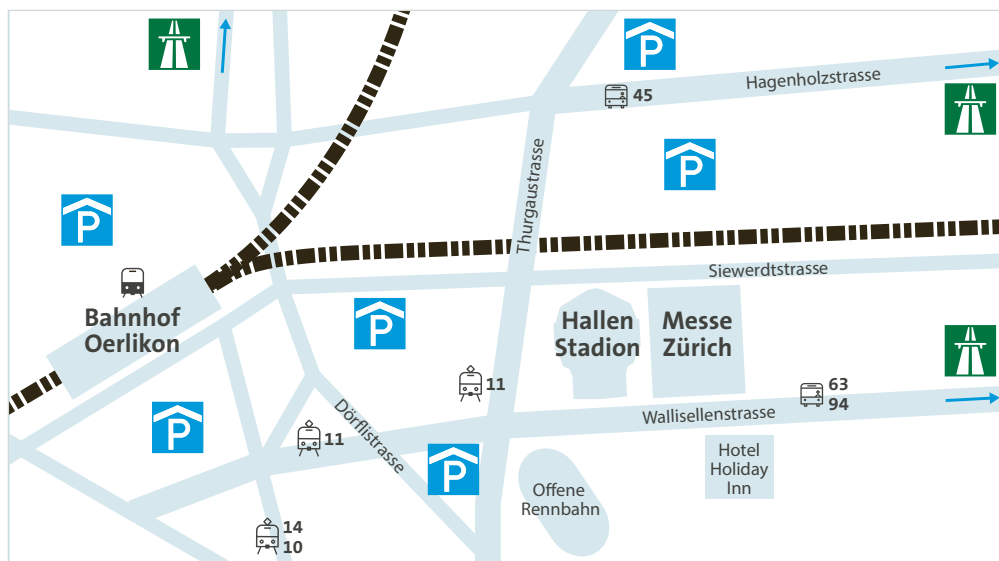 P
45
Hagenholzstrasse
P
Thurgaustrasse
P
Siewerdtstrasse
Bahnhof
Oerlikon
P
Hallen
Stadion
Messe
Zürich
11
63
94
Wallisellenstrasse
P
11
Dörflistrasse
P
Hotel
Holiday
Inn
Offene
Rennbahn
14
10